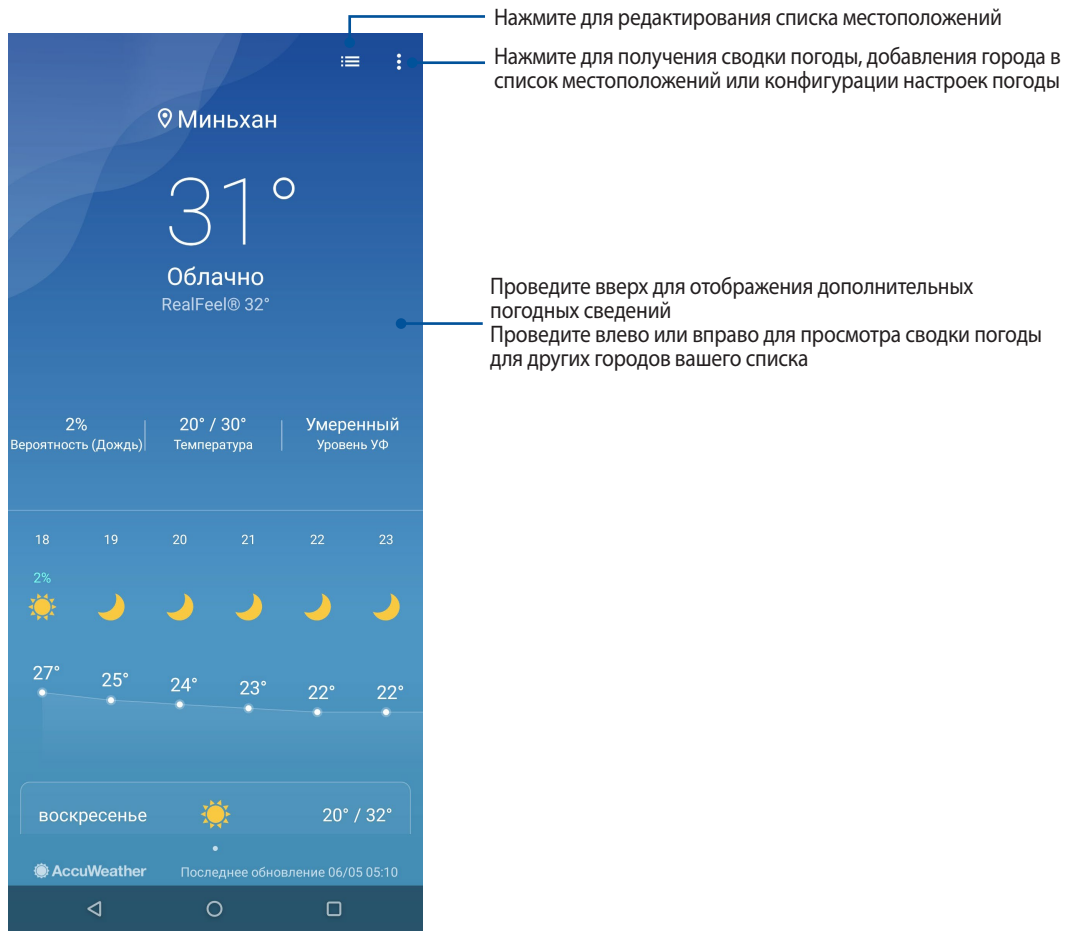 Нажмите для редактирования списка местоположений
Нажмите для получения сводки погоды, добавления города в
список местоположений или конфигурации настроек погоды
Миньхан
31°
Облачно
RealFeel® 32°
Проведите вверх для отображения дополнительных
погодных сведений
Проведите влево или вправо для просмотра сводки погоды
для других городов вашего списка
2% 20° / 30° Умеренный
Вероятность (Дождь) Температура Уровень УФ
18 19 20 21 22 23
2%
27° 25° 24° 23° 22° 22°
воскресенье 20° / 32°
AccuWeather Последнее обновление 06/05 05:10